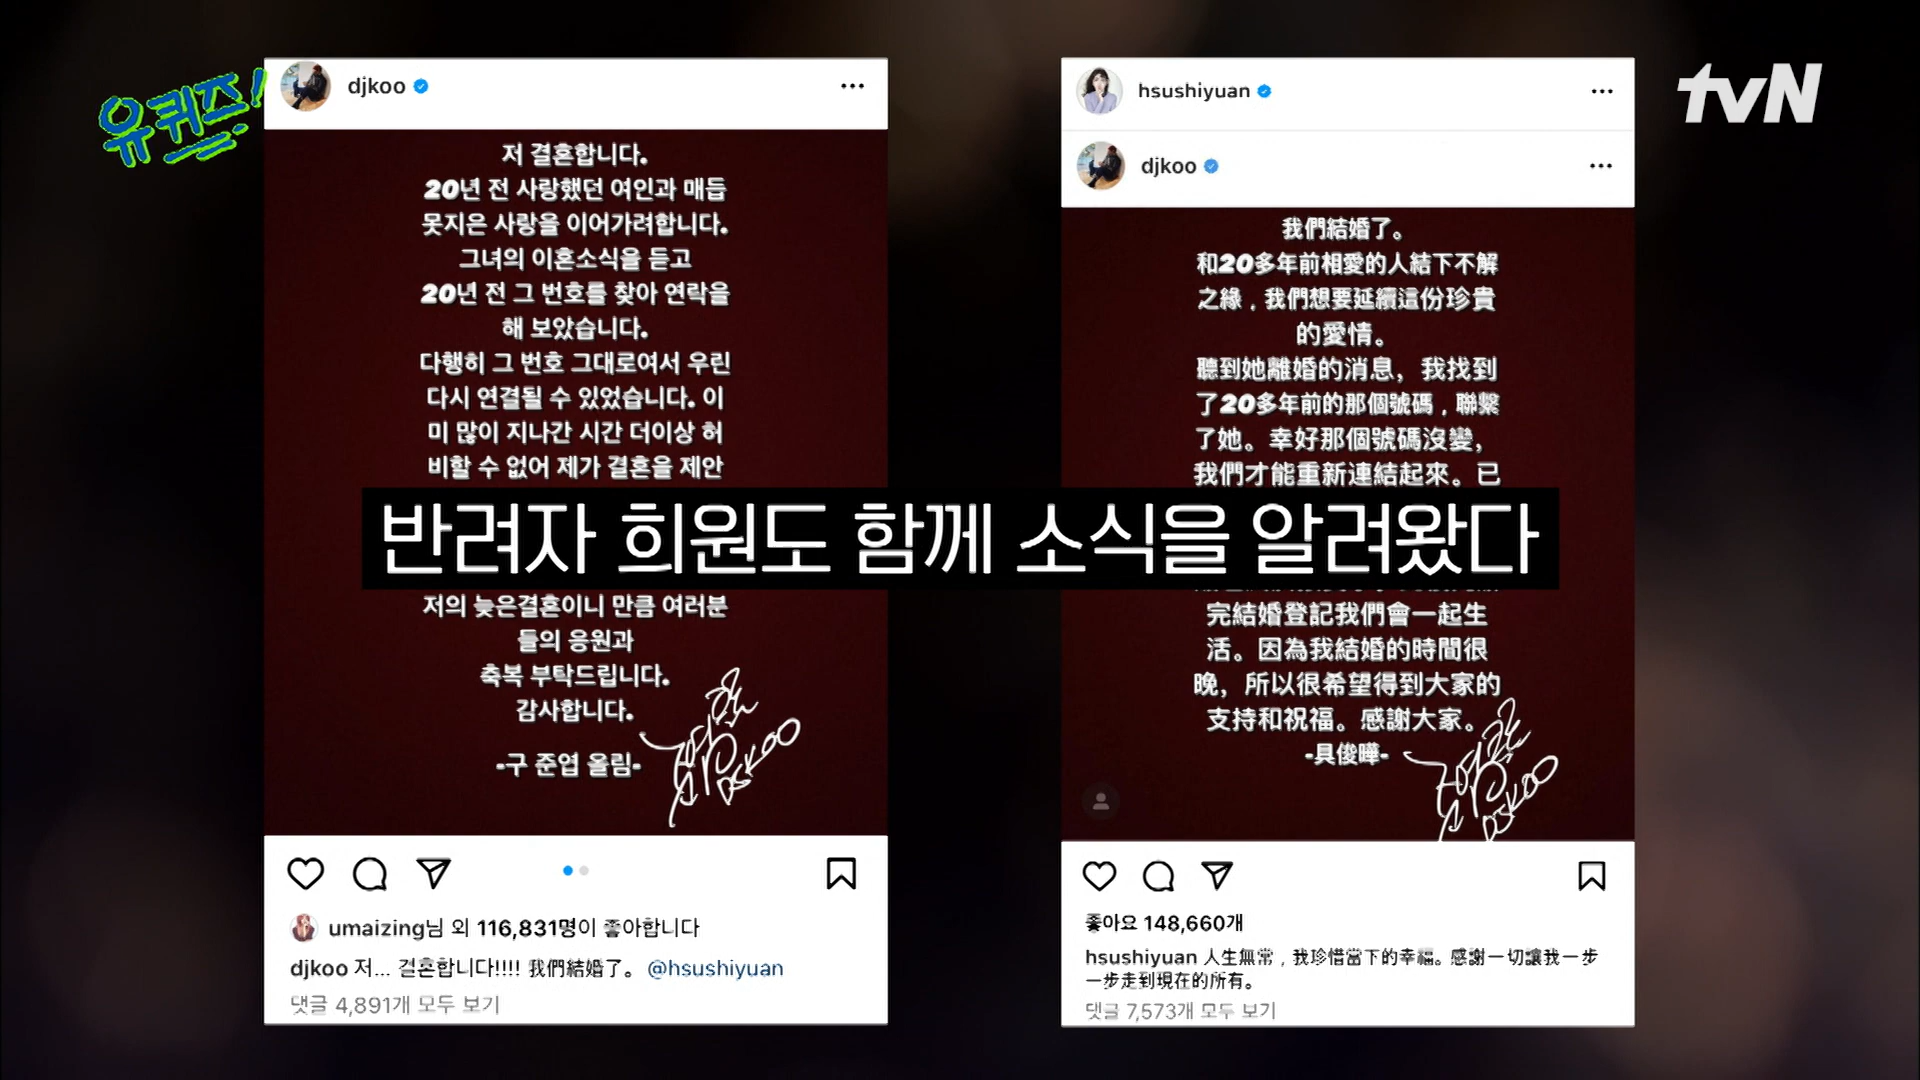 유퀴즈!
tvN
djkoo
저 결혼합니다.
20년 전 사랑했던 여인과 매듭
못지은 사랑을 이어가려합니다.
그녀의 이혼소식을 듣고
20년 전 그 번호를 찾아 연락을
해 보았습니다.
다행히 그 번호 그대로여서 우린
다시 연결될 수 있었습니다. 이
미 많이 지나간 시간 더이상 허
비할 수 없어 제가 결혼을 제안
저의 늦은결혼이니 만큼 여러분
들의 응원과
축복 부탁드립니다.
감사합니다.
-구 준엽 올림-
DJKOO
umaizing님 외 116,831명이 좋아합니다
djkoo 저... 결혼합니다!!!! 我們結婚了。 @hsushiyuan
댓글 4,891개 모두 보기
hsushiyuan
djkoo
我們結婚了。
和20多年前相愛的人結下不解
之緣，我們想要延續這份珍貴
的愛情。
聽到她離婚的消息，我找到
了20多年前的那個號碼，聯繫
了她。幸好那個號碼沒變，
我們才能重新連結起來。已
完結婚登記我們會一起生
活。因為我結婚的時間很
晚，所以很希望得到大家的
支持和祝福。感謝大家。
-具俊曄-
DJKOO
좋아요 148,660개
hsushiyuan 人生無常，我珍惜當下的幸福。感謝一切讓我一步
一步走到現在的所有。
댓글 7,573개 모두 보기
반려자 희원도 함께 소식을 알려왔다